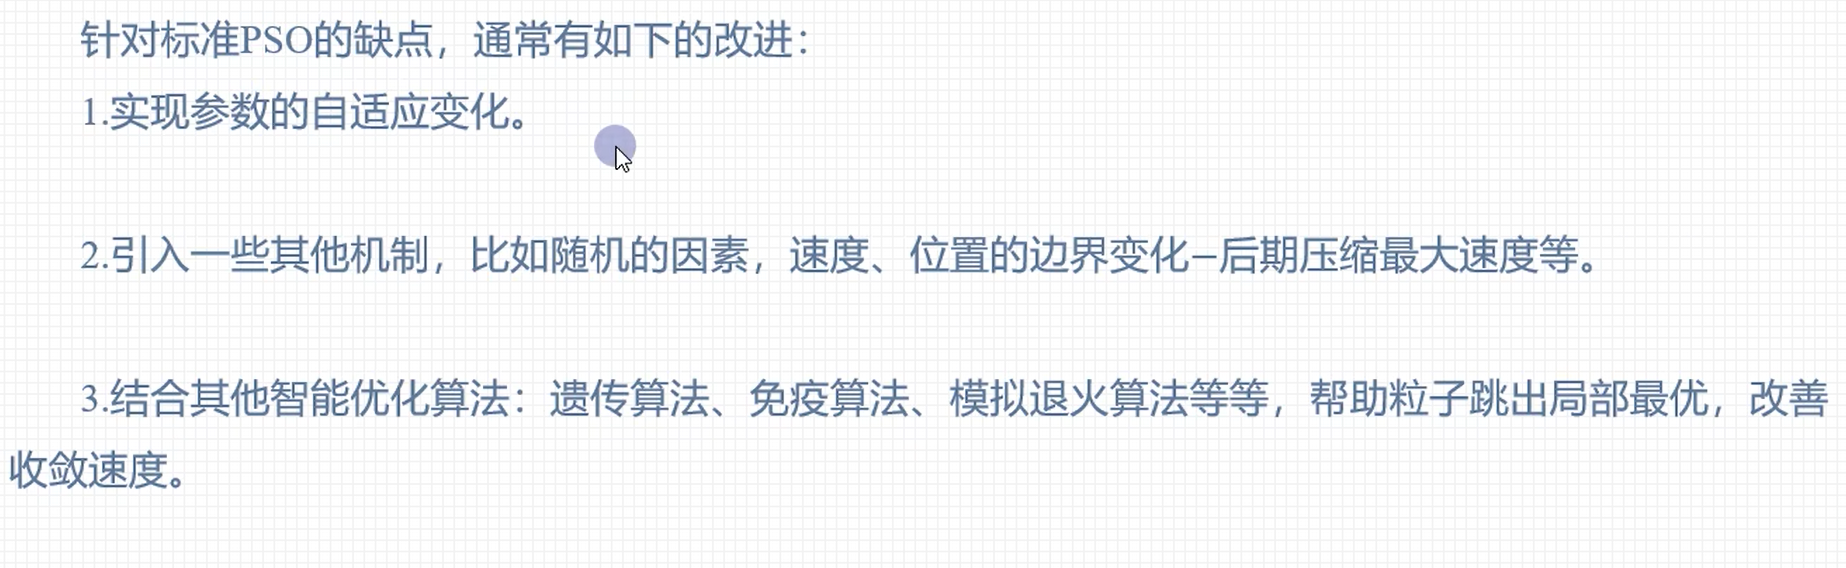 针对标准PSO的缺点，通常有如下的改进：
1.实现参数的自适应变化。
2.引入一些其他机制，比如随机的因素，速度、位置的边界变化–后期压缩最大速度等。
3.结合其他智能优化算法：遗传算法、免疫算法、模拟退火算法等等，帮助粒子跳出局部最优，改善
收敛速度。